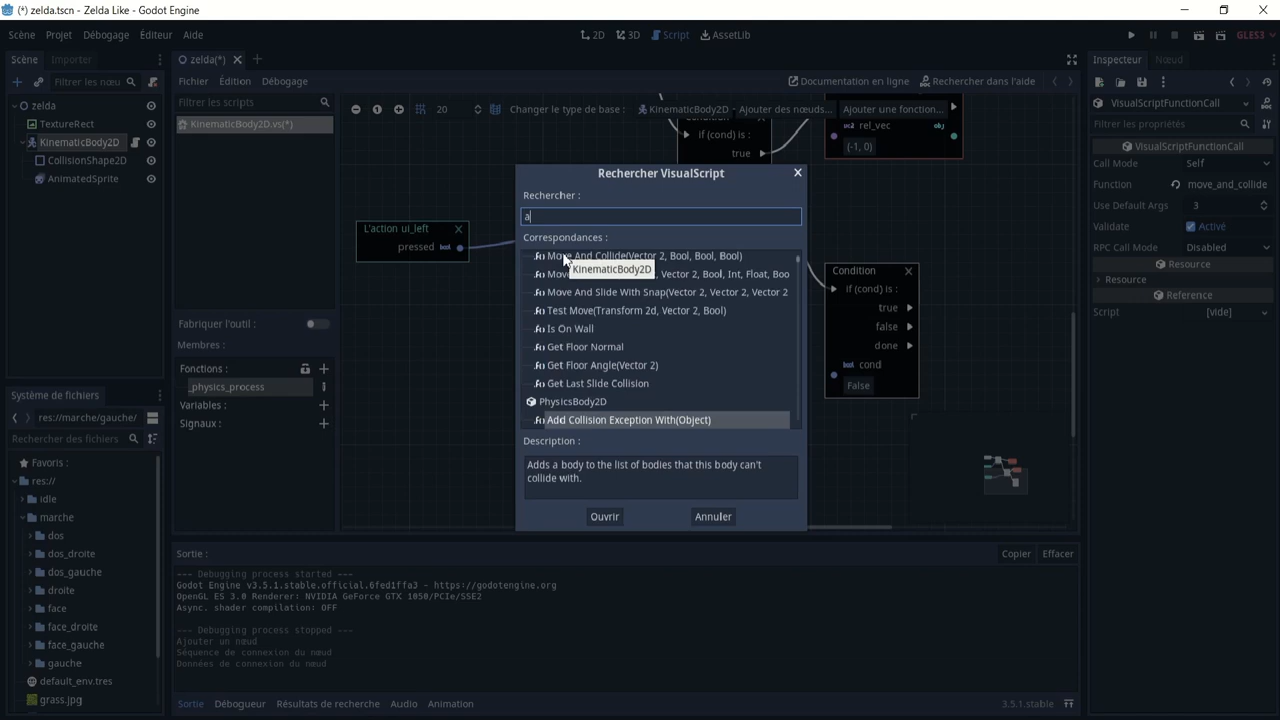 (*) zelda.tscn - Zelda Like - Godot Engine
Scène Projet Débogage Éditeur Aide
2D 3D Script AssetLib
GLES3
Scène Importer
Filtrer les nœu
zelda
TextureRect
KinematicBody2D
CollisionShape2D
AnimatedSprite
Système de fichiers
res://marche/gauche/
Rechercher des fichiers
Favoris :
res://
idle
marche
dos
dos_droite
dos_gauche
droite
face
face_droite
face_gauche
gauche
default_env.tres
grass.jpg
zelda(*)
Fichier Édition Débogage
Documentation en ligne Rechercher dans l'aide
Filtrer les scripts
KinematicBody2D.vs(*)
Fabriquer l'outil :
Membres :
Fonctions :
_physics_process
Variables :
Signaux :
20 Changer le type de base : KinematicBody2D Ajouter des nœuds... Ajouter une fonction...
if (cond) is :
true
rel_vec obj
(-1, 0)
L'action ui_left
pressed bool
Condition
if (cond) is :
true
false
done
bool cond
False
Rechercher VisualScript
Rechercher :
a
Correspondances :
Move And Collide(Vector 2, Bool, Bool, Bool)
KinematicBody2D
Vector 2, Bool, Int, Float, Boo
Move And Slide With Snap(Vector 2, Vector 2, Vector 2
Test Move(Transform 2d, Vector 2, Bool)
Is On Wall
Get Floor Normal
Get Floor Angle(Vector 2)
Get Last Slide Collision
PhysicsBody2D
Add Collision Exception With(Object)
Description :
Adds a body to the list of bodies that this body can't
collide with.
Ouvrir Annuler
Sortie :
Copier Effacer
--- Debugging process started ---
Godot Engine v3.5.1.stable.official.6fed1ffa3 - https://godotengine.org
OpenGL ES 3.0 Renderer: NVIDIA GeForce GTX 1050/PCIe/SSE2
Async. shader compilation: OFF
--- Debugging process stopped ---
Ajouter un nœud
Séquence de connexion du nœud
Données de connexion du nœud
Sortie Débogueur Résultats de recherche Audio Animation
3.5.1.stable
Inspecteur Nœud
VisualScriptFunctionCall
Filtrer les propriétés
VisualScriptFunctionCall
Call Mode Self
Function move_and_collide
Use Default Args 3
Validate Activé
RPC Call Mode Disabled
Resource
Resource
Reference
Script [vide]